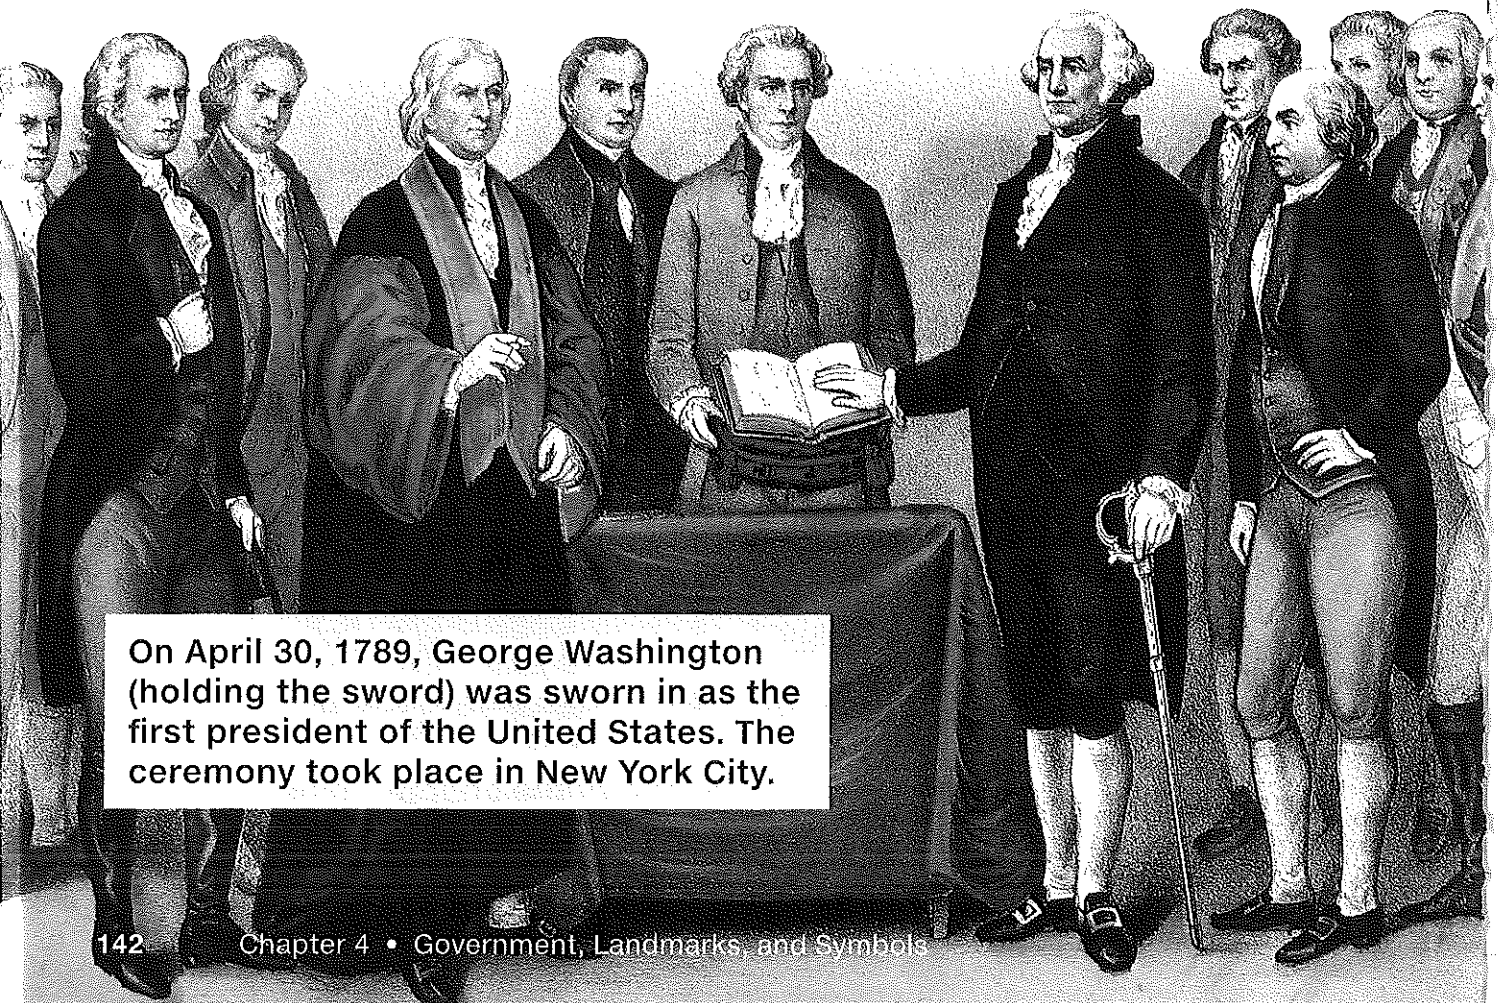 On April 30, 1789, George Washington
(holding the sword) was sworn in as the
first president of the United States. The
ceremony took place in New York City.
142 Chapter 4 • Government, Landmarks, and Symbols